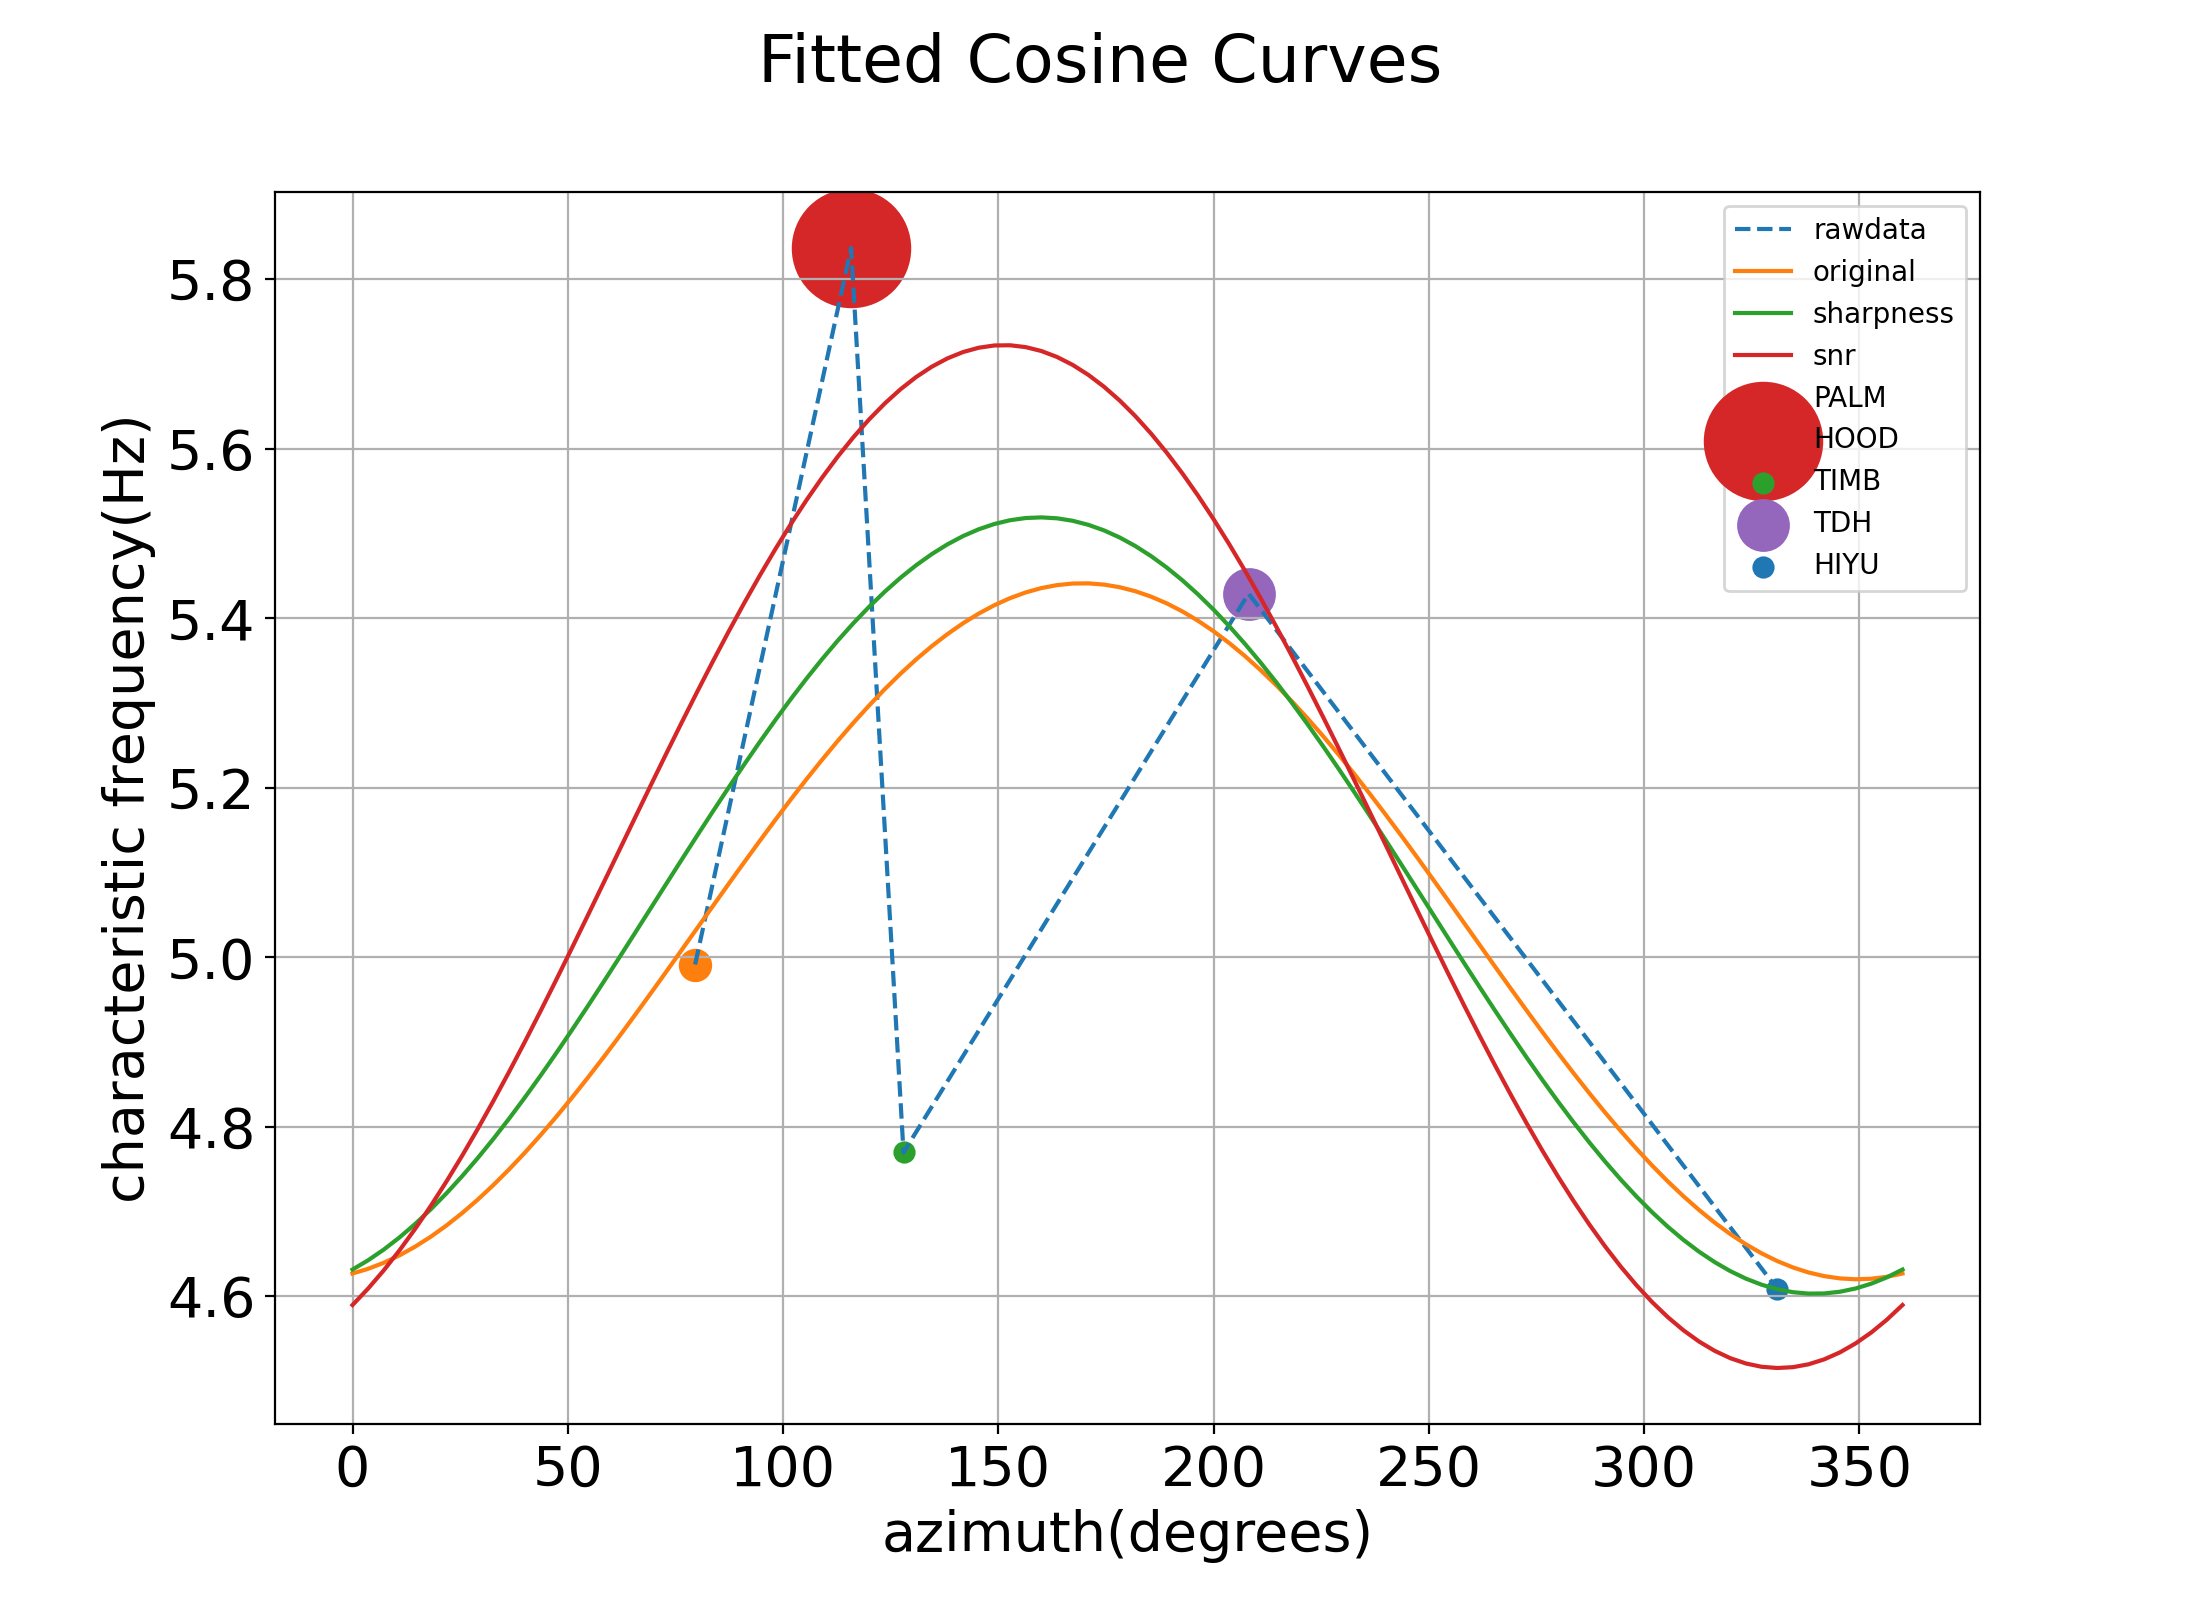 Fitted Cosine Curves
characteristic frequency(Hz)
5.8
5.6
5.4
5.2
5.0
4.8
4.6
rawdata
original
sharpness
snr
PALM
HOOD
TIMB
TDH
HIYU
0 50 100 150 200 250 300 350
azimuth(degrees)